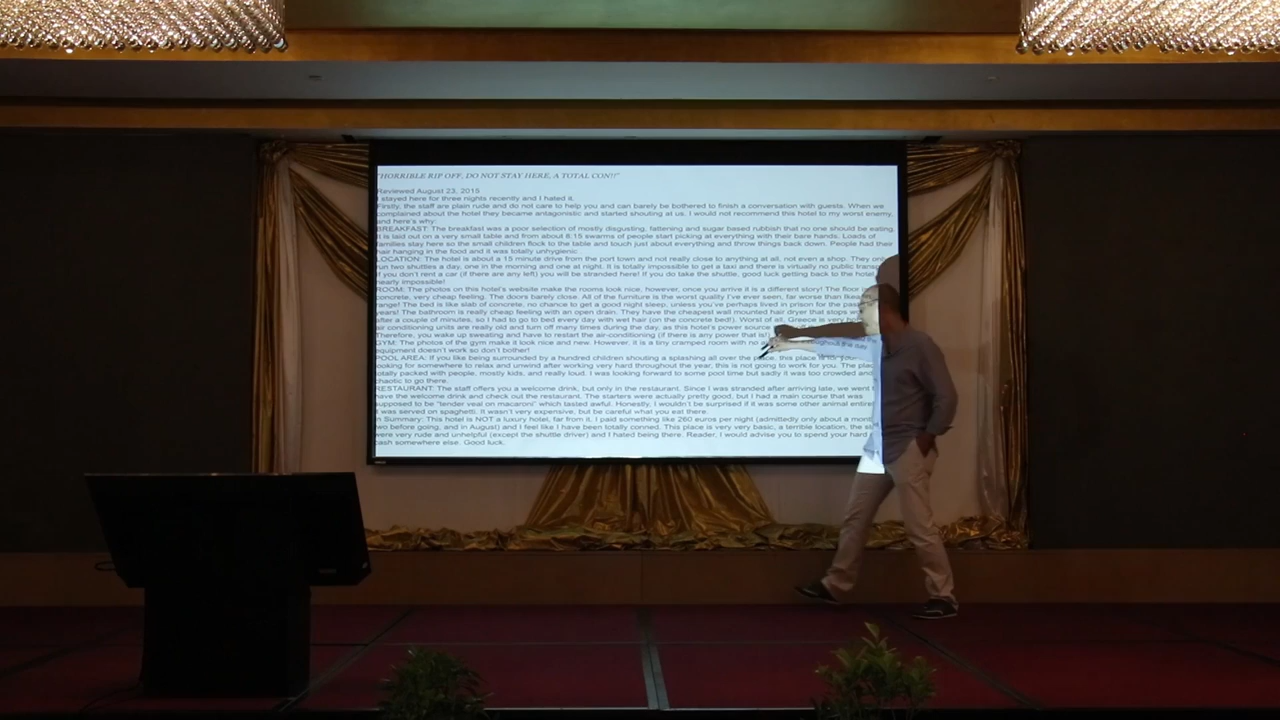 "HORRIBLE RIP OFF, DO NOT STAY HERE, A TOTAL CON!!"
Reviewed August 23, 2015
I stayed here for three nights recently and I hated it.
Firstly, the staff are plain rude and do not care to help you and can barely be bothered to finish a conversation with guests. When we
complained about the hotel they became antagonistic and started shouting at us. I would not recommend this hotel to my worst enemy,
and here's why:
BREAKFAST: The breakfast was a poor selection of mostly disgusting, fattening and sugar based rubbish that no one should be eating.
It is laid out on a very small table and from about 8:15 swarms of people start picking at everything with their bare hands. Loads of
families stay here so the small children flock to the table and touch just about everything and throw things back down. People had their
hair hanging in the food and it was totally unhygienic.
LOCATION: The hotel is about a 15 minute drive from the port town and not really close to anything at all, not even a shop. They only
run two shuttles a day, one in the morning and one at night. It is totally impossible to get a taxi and there is virtually no public
if you don't rent a car (if there are any left) you will be stranded here! If you do take the shuttle, good luck getting back to the hotel
nearly impossible!
ROOM: The photos on this hotel's website make the rooms look nice, however, once you arrive it is a different story! The floor is
concrete, very cheap feeling. The doors barely close. All of the furniture is the worst quality I've ever seen, far worse than Ikea
range! The bed is like slab of concrete, no chance to get a good night sleep, unless you've perhaps lived in prison for the past
years! The bathroom is really cheap feeling with an open drain. They have the cheapest wall mounted hair dryer that stops
after a couple of minutes, so I had to go to bed every day with wet hair (on the concrete bed!). Worst of all, Greece is very
air conditioning units are really old and turn off many times during the day, as this hotel's power source
Therefore, you wake up sweating and have to restart the air-conditioning (if there is any power that is!)
GYM: The photos of the gym make it look nice and new. However, it is a tiny cramped room with no throughout the day
equipment doesn't work so don't bother!
POOL AREA: If you like being surrounded by a hundred children shouting a splashing all over the place, this place is for you
looking for somewhere to relax and unwind after working very hard throughout the year, this is not going to work for you. The
totally packed with people, mostly kids, and really loud. I was looking forward to some pool time but sadly it was too crowded and
chaotic to go there.
RESTAURANT: The staff offers you a welcome drink, but only in the restaurant. Since I was stranded after arriving late, we went
have the welcome drink and check out the restaurant. The starters were actually pretty good, but I had a main course that was
supposed to be "tender veal on macaroni" which tasted awful. Honestly, I wouldn't be surprised if it was some other animal
I was served on spaghetti. It wasn't very expensive, but be careful what you eat there.
In Summary: This hotel is NOT a luxury hotel, far from it. I paid something like 260 euros per night (admittedly only about a month
two before going, and in August) and I feel like I have been totally conned. This place is very very basic, a terrible location, the
were very rude and unhelpful (except the shuttle driver) and I hated being there. Reader, I would advise you to spend your hard
cash somewhere else. Good luck.